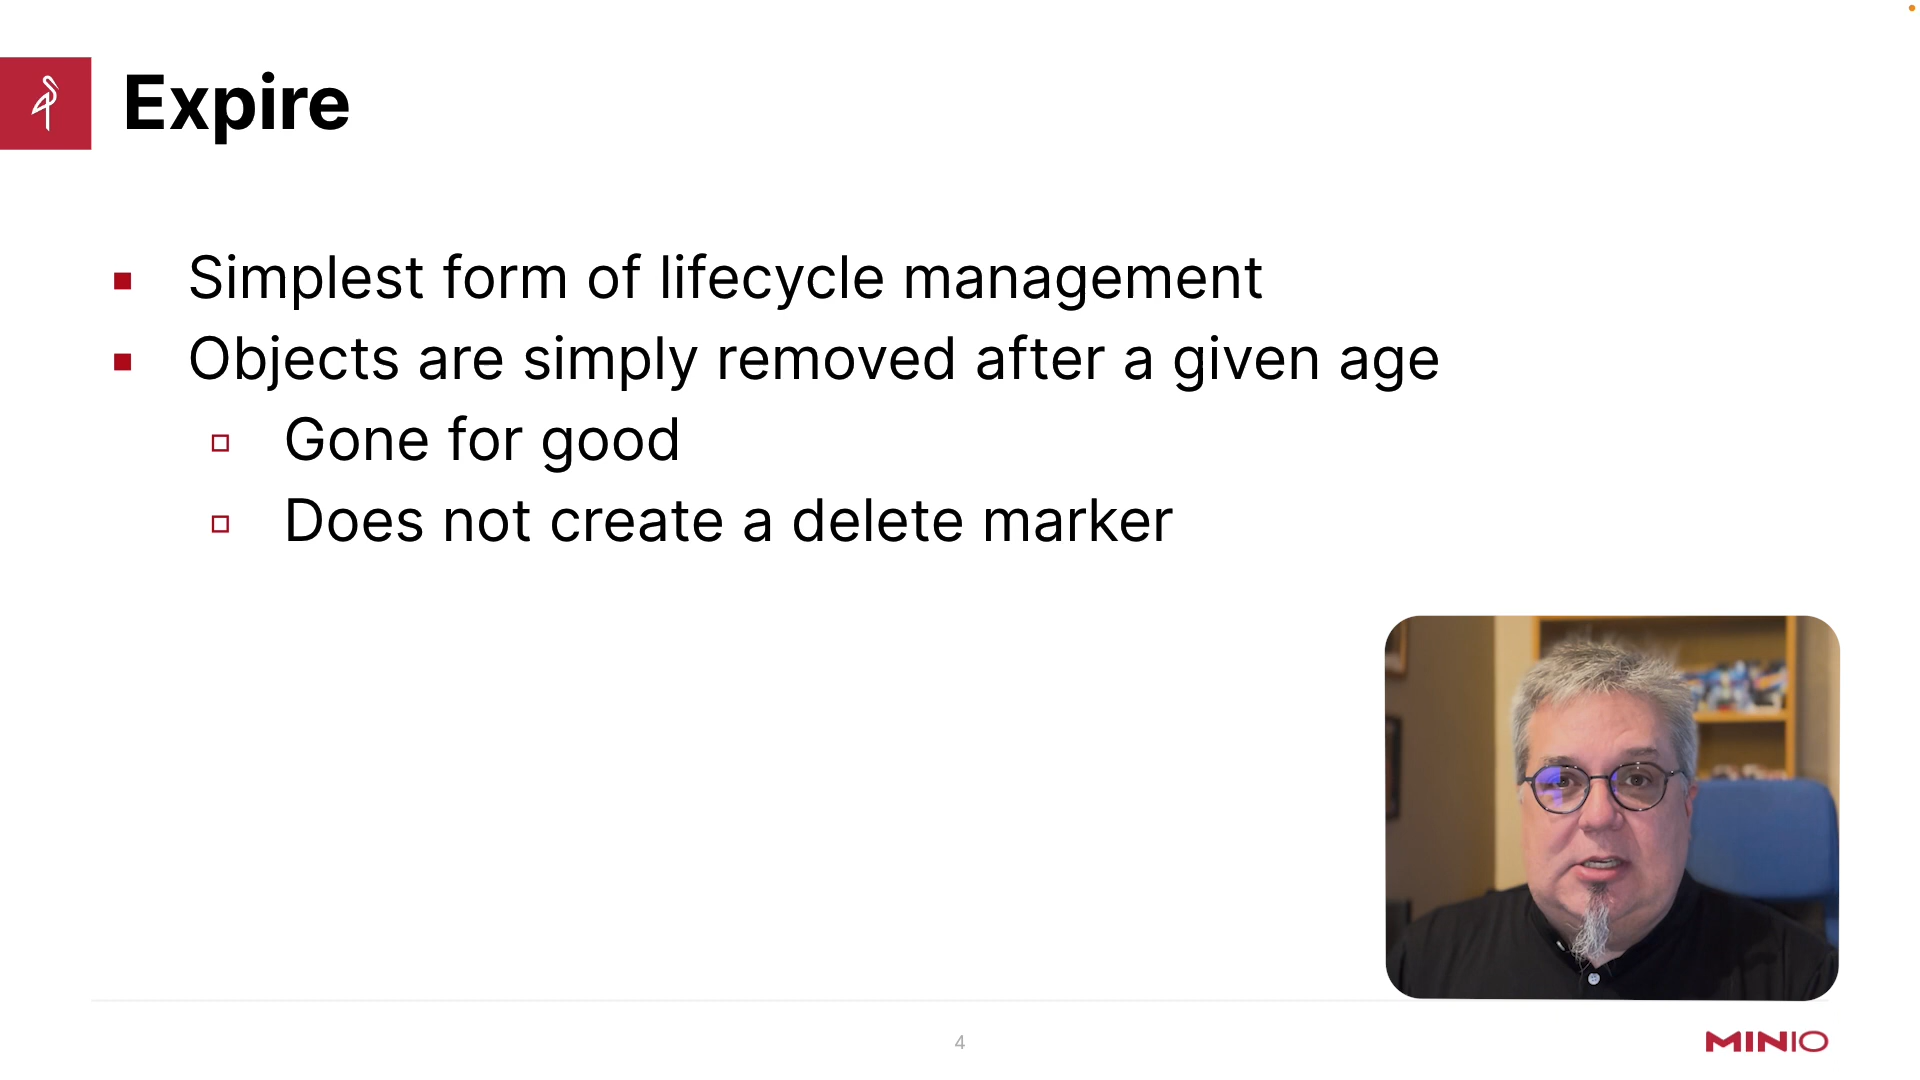 Expire
Simplest form of lifecycle management
Objects are simply removed after a given age
Gone for good
Does not create a delete marker
4
MINIO